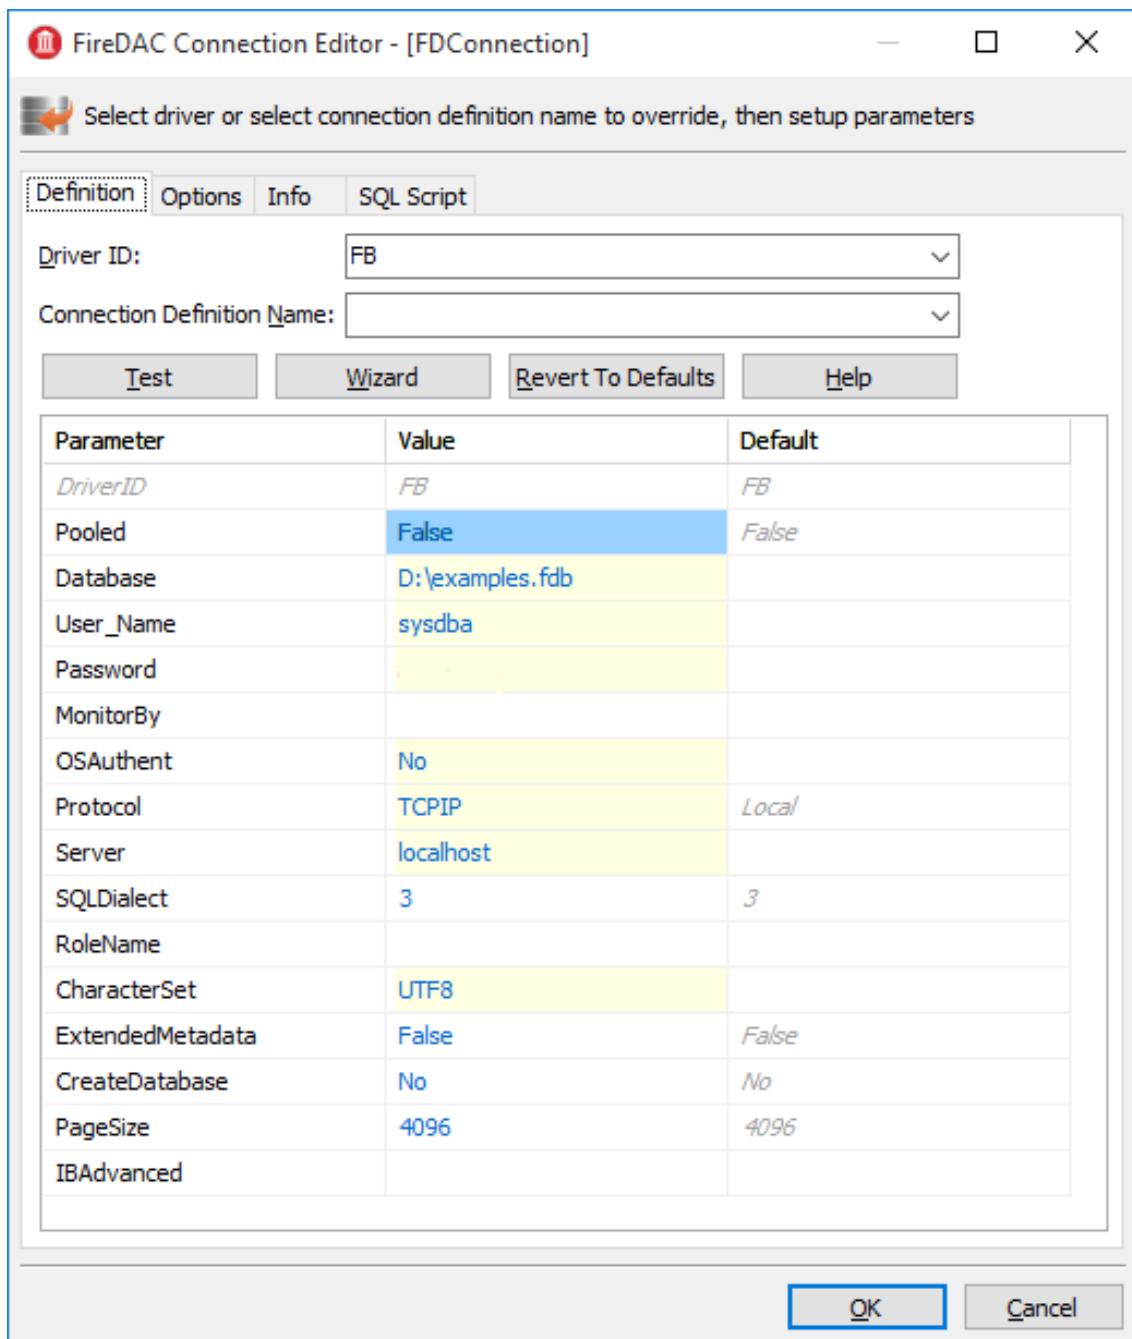 FireDAC Connection Editor - [FDConnection]
Select driver or select connection definition name to override, then setup parameters
Definition Options Info SQL Script
Driver ID: FB
Connection Definition Name:
Test Wizard Revert To Defaults Help
Parameter Value Default
DriverID FB FB
Pooled False False
Database D:\examples.fdb
User_Name sysdba
Password
MonitorBy
OSAuthent No
Protocol TCPIP Local
Server localhost
SQLDialect 3 3
RoleName
CharacterSet UTF8
ExtendedMetadata False False
CreateDatabase No No
PageSize 4096 4096
IBAdvanced
OK Cancel